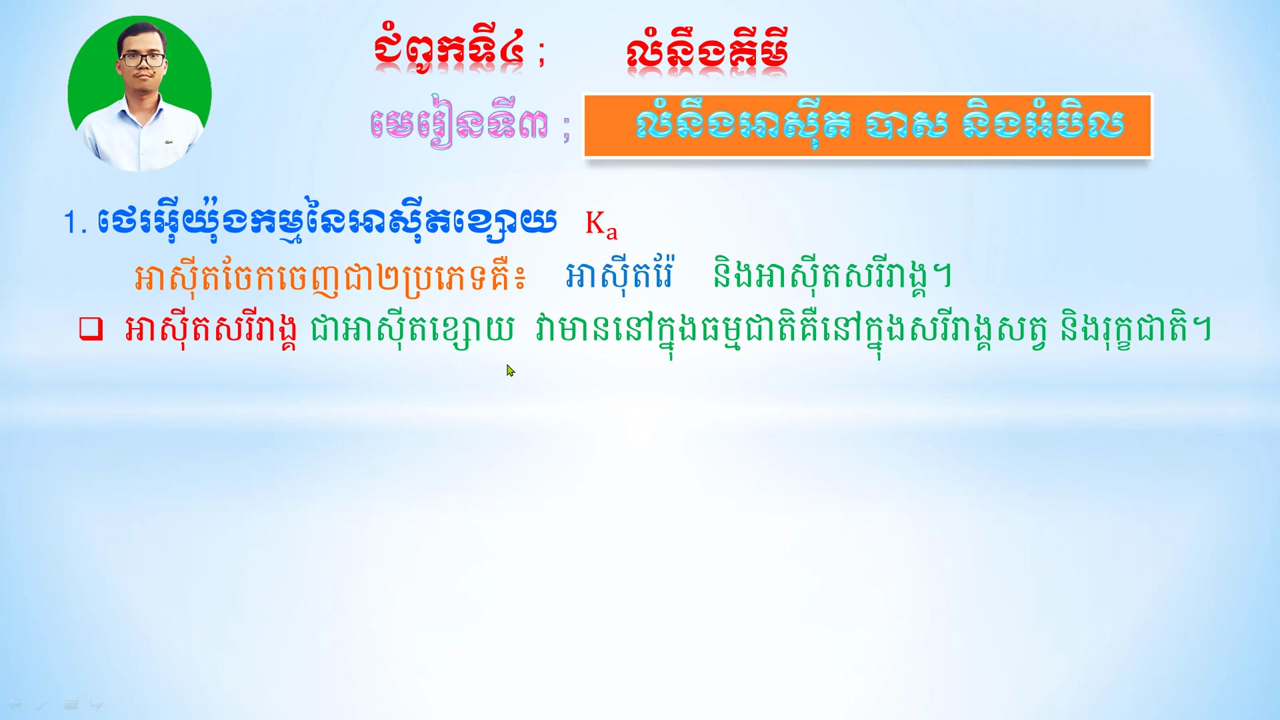 ជំពូកទី៤ ; លំនឹងគីមី
មេរៀនទី៣ ; លំនឹងអាស៊ីត បាស និងអំបិល
1. ថេរអ៊ីយ៉ុងកម្មនៃអាស៊ីតខ្សោយ Ka
អាស៊ីតចែកចេញជា២ប្រភេទគឺ៖ អាស៊ីតរ៉ែ និងអាស៊ីតសរីរាង្គ។
❑ អាស៊ីតសរីរាង្គ ជាអាស៊ីតខ្សោយ វាមាននៅក្នុងធម្មជាតិគឺនៅក្នុងសរីរាង្គសត្វ និងរុក្ខជាតិ។